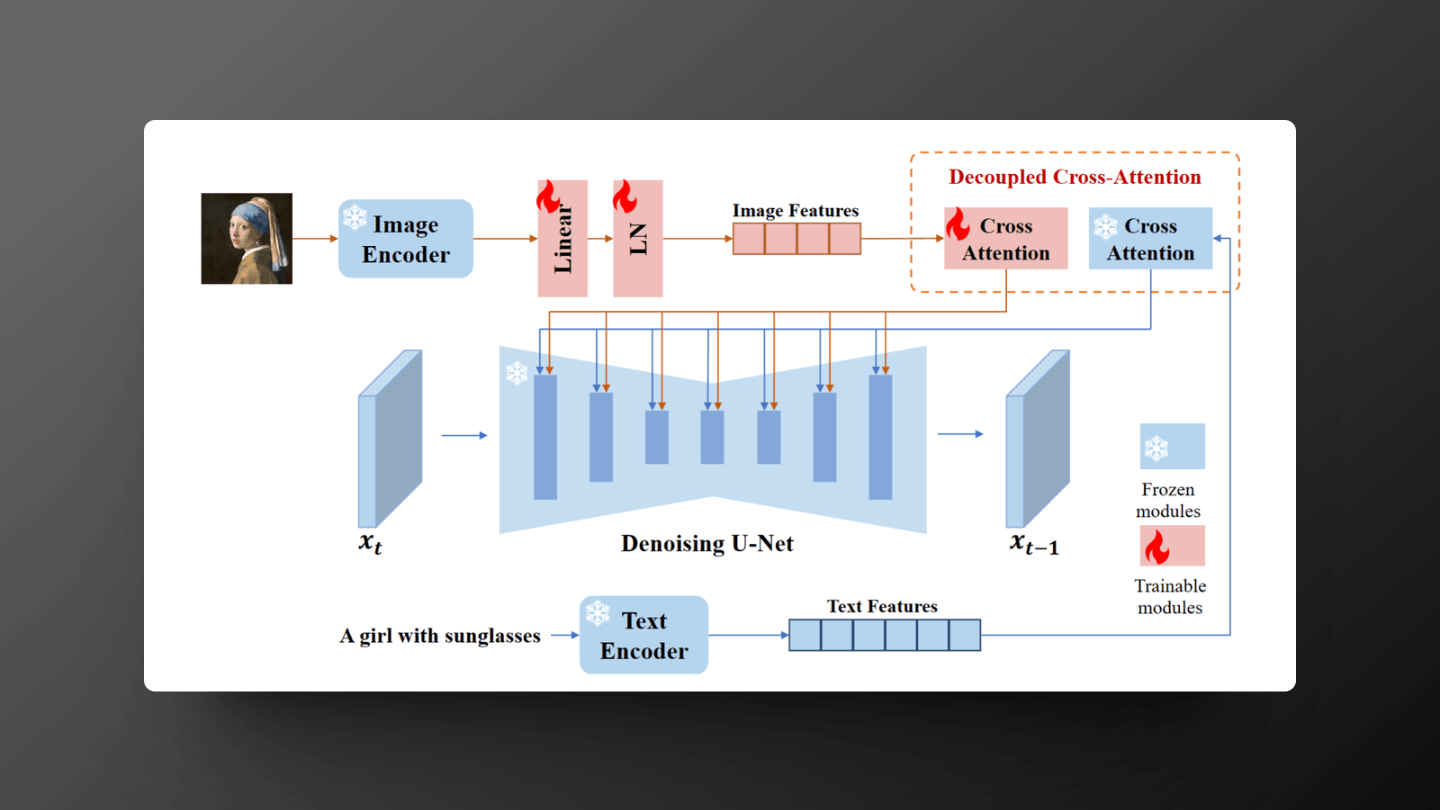 Decoupled Cross-Attention
Image
Encoder
Linear
LN
Image Features
Cross
Attention
Cross
Attention
x_t
Denoising U-Net
x_{t−1}
Frozen
modules
Trainable
modules
A girl with sunglasses
Text
Encoder
Text Features